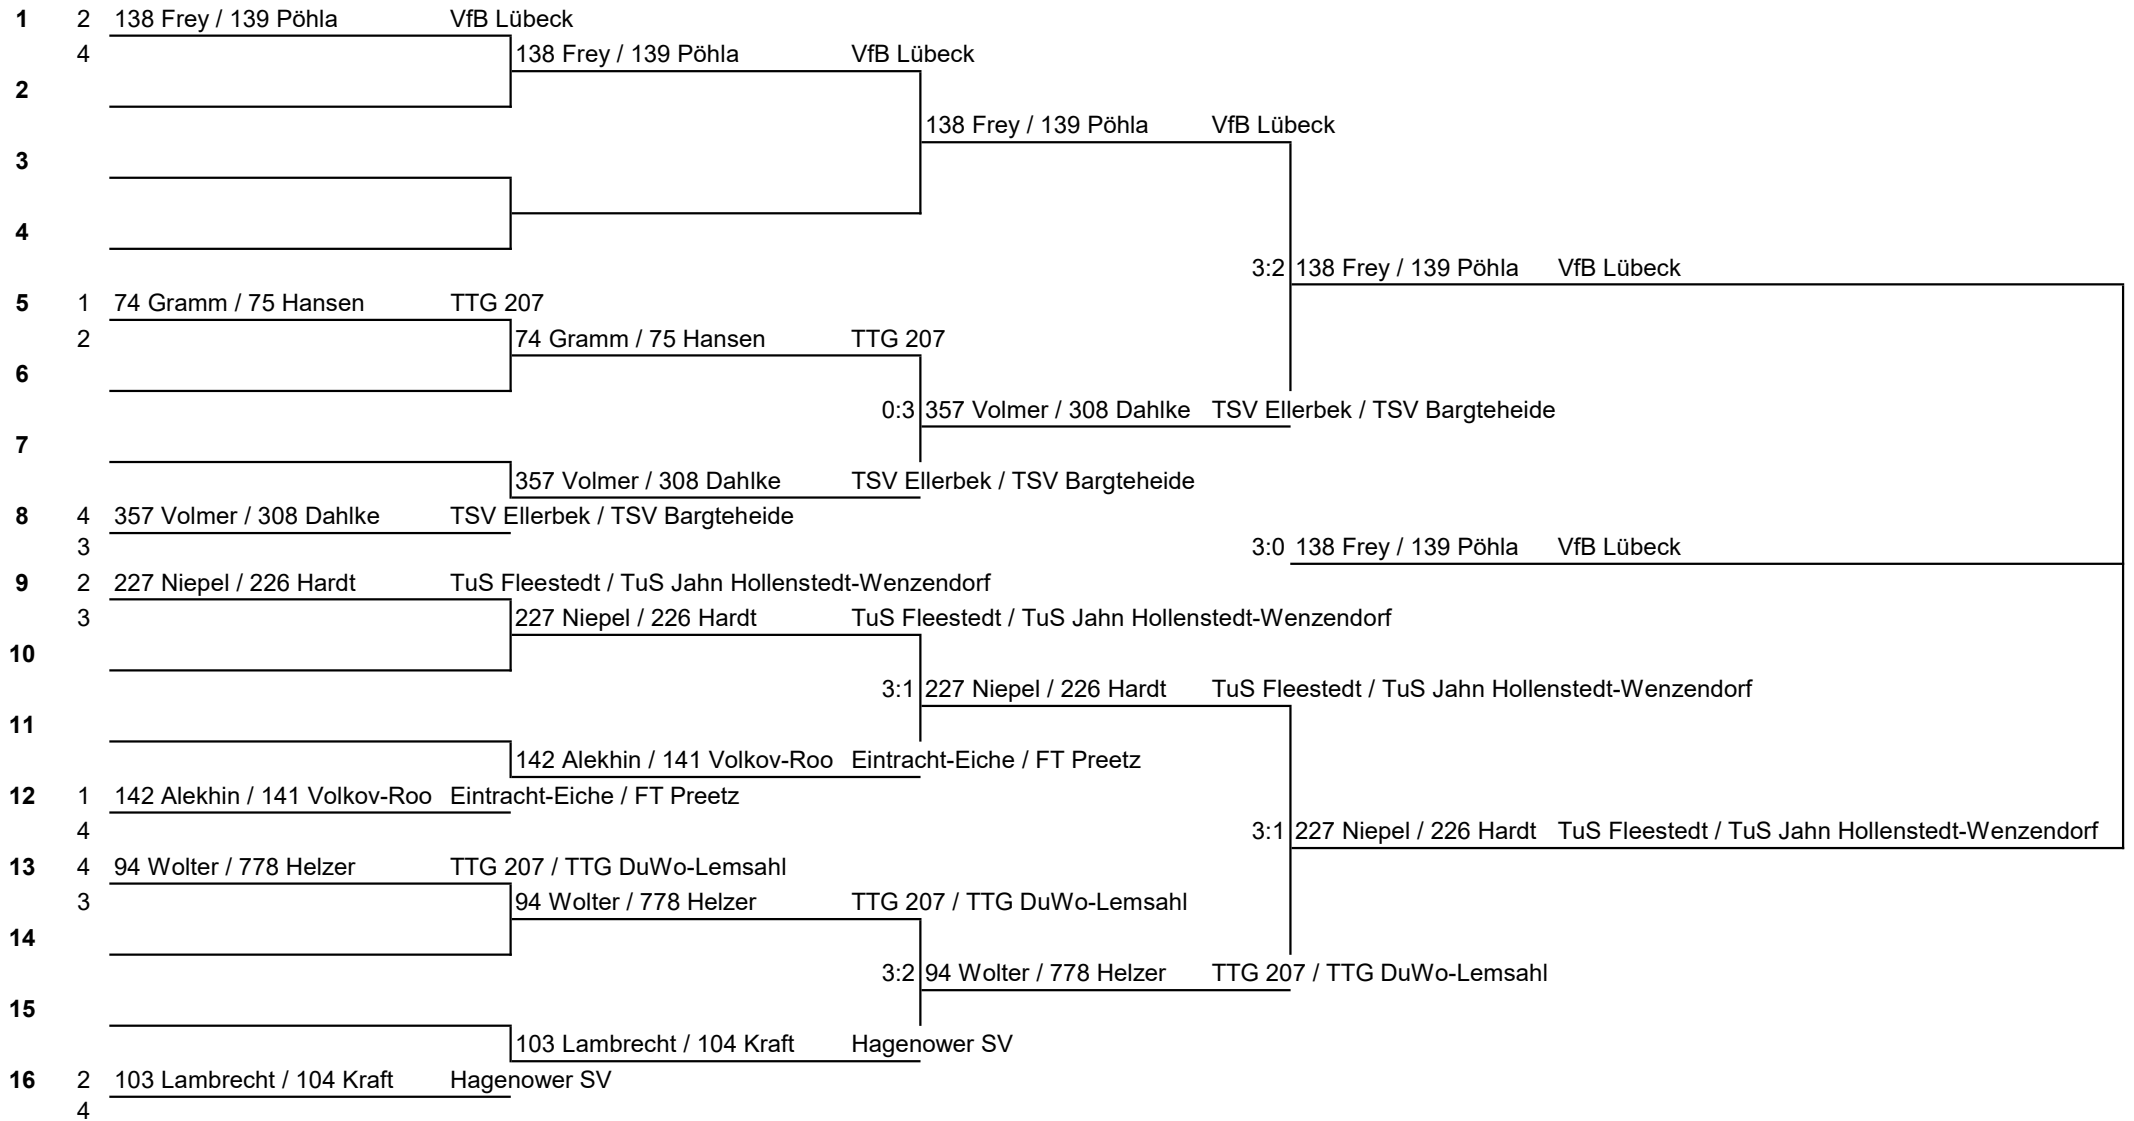 1 2 138 Frey / 139 Pöhla VfB Lübeck
4 138 Frey / 139 Pöhla VfB Lübeck
2
138 Frey / 139 Pöhla VfB Lübeck
3
4
3:2 138 Frey / 139 Pöhla VfB Lübeck
5 1 74 Gramm / 75 Hansen TTG 207
2 74 Gramm / 75 Hansen TTG 207
6
0:3 357 Volmer / 308 Dahlke TSV Ellerbek / TSV Bargteheide
7
357 Volmer / 308 Dahlke TSV Ellerbek / TSV Bargteheide
8 4 357 Volmer / 308 Dahlke TSV Ellerbek / TSV Bargteheide
3 3:0 138 Frey / 139 Pöhla VfB Lübeck
9 2 227 Niepel / 226 Hardt TuS Fleestedt / TuS Jahn Hollenstedt-Wenzendorf
3 227 Niepel / 226 Hardt TuS Fleestedt / TuS Jahn Hollenstedt-Wenzendorf
10
3:1 227 Niepel / 226 Hardt TuS Fleestedt / TuS Jahn Hollenstedt-Wenzendorf
11
142 Alekhin / 141 Volkov-Roo Eintracht-Eiche / FT Preetz
12 1 142 Alekhin / 141 Volkov-Roo Eintracht-Eiche / FT Preetz
4 3:1 227 Niepel / 226 Hardt TuS Fleestedt / TuS Jahn Hollenstedt-Wenzendorf
13 4 94 Wolter / 778 Helzer TTG 207 / TTG DuWo-Lemsahl
3 94 Wolter / 778 Helzer TTG 207 / TTG DuWo-Lemsahl
14
3:2 94 Wolter / 778 Helzer TTG 207 / TTG DuWo-Lemsahl
15
103 Lambrecht / 104 Kraft Hagenower SV
16 2 103 Lambrecht / 104 Kraft Hagenower SV
4